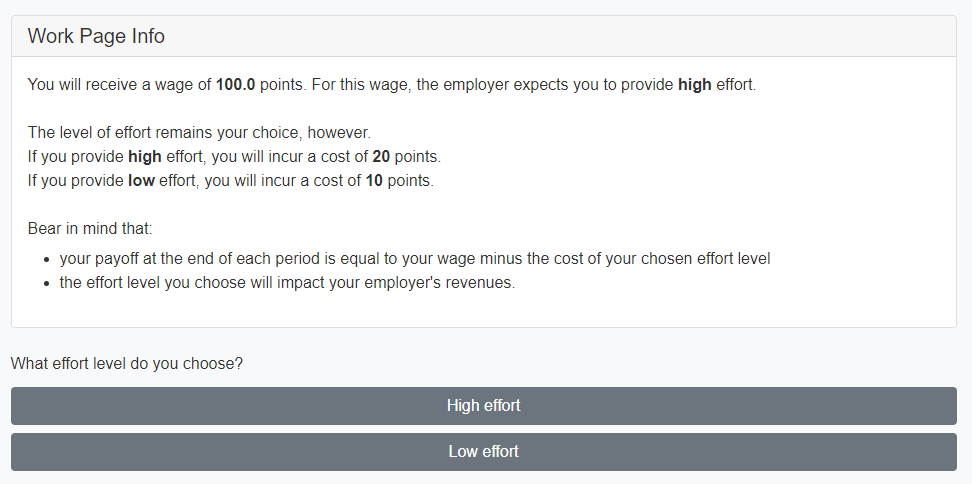 Work Page Info
You will receive a wage of 100.0 points. For this wage, the employer expects you to provide high effort.
The level of effort remains your choice, however.
If you provide high effort, you will incur a cost of 20 points.
If you provide low effort, you will incur a cost of 10 points.
Bear in mind that:
• your payoff at the end of each period is equal to your wage minus the cost of your chosen effort level
• the effort level you choose will impact your employer's revenues.
What effort level do you choose?
High effort
Low effort